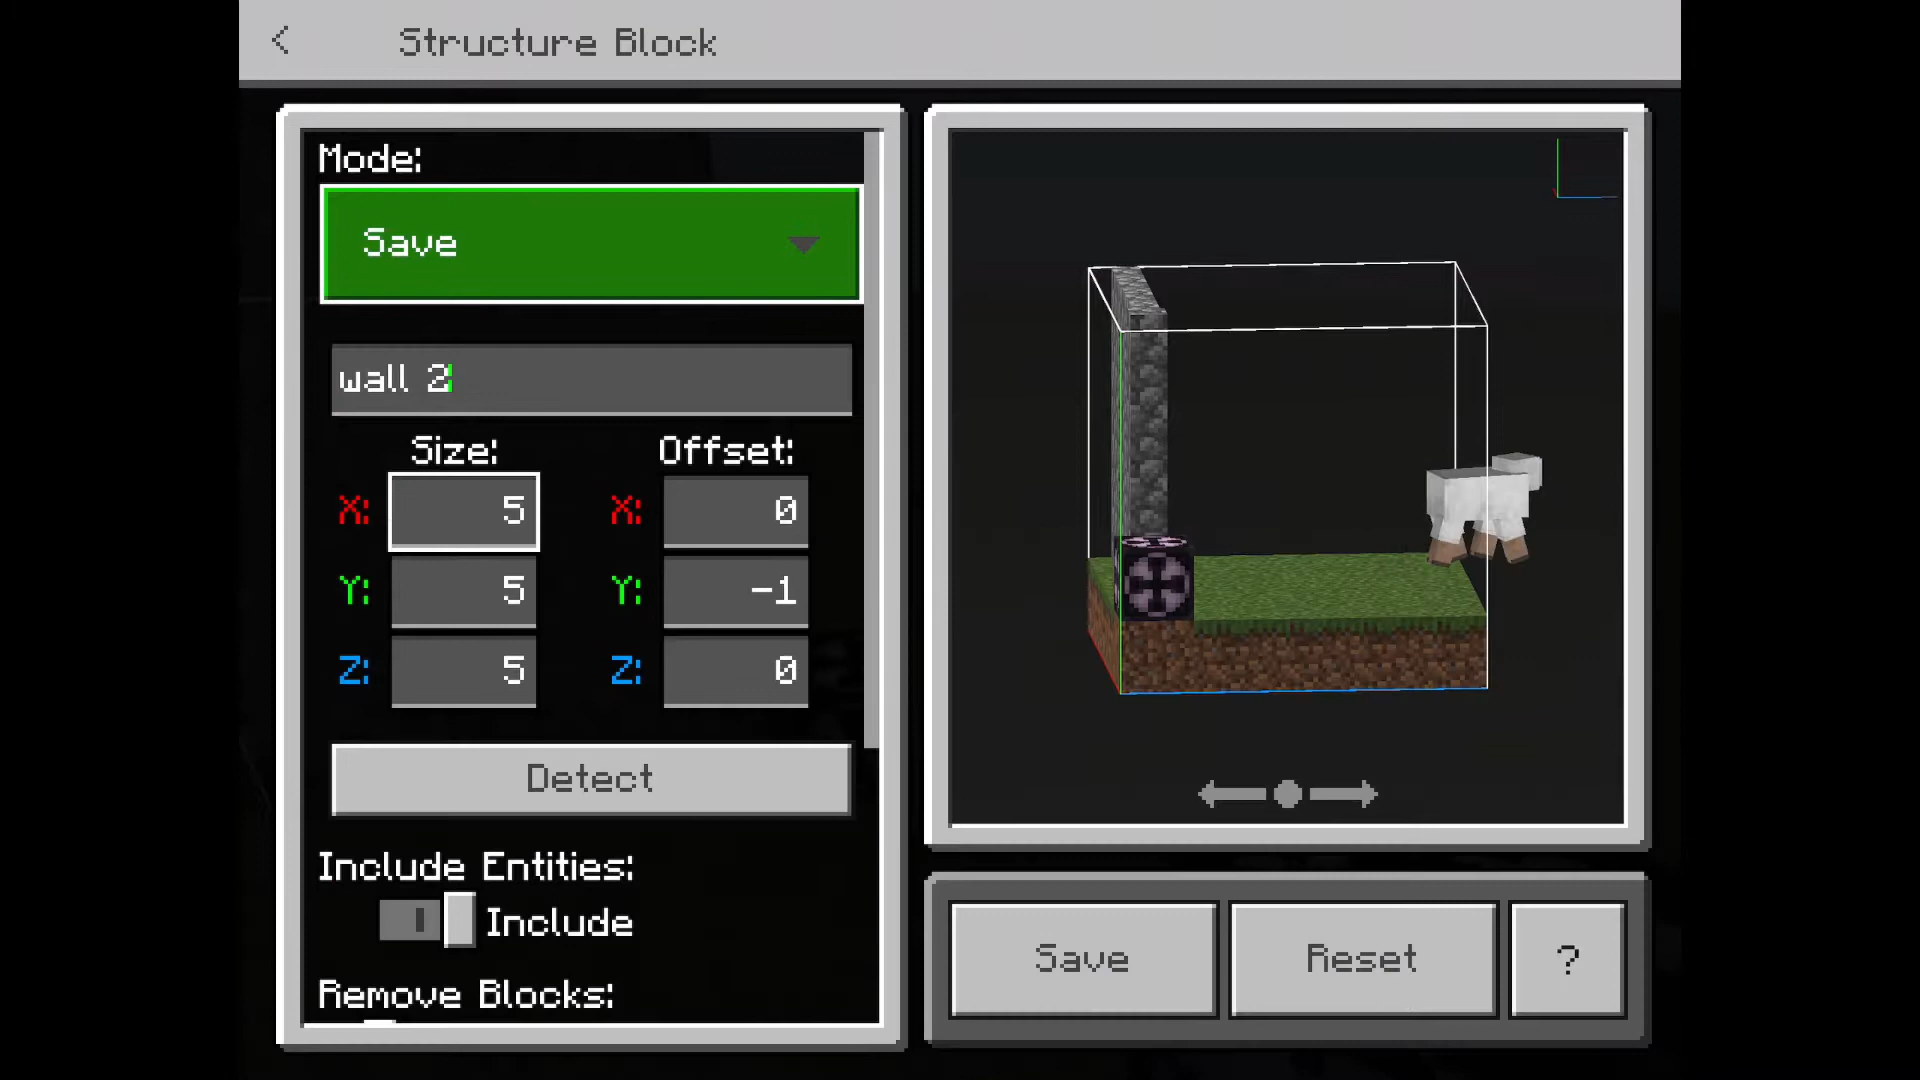 Structure Block
Mode:
Save
wall 2
Size: Offset:
X: 5 X: 0
Y: 5 Y: -1
Z: 5 Z: 0
Detect
Include Entities:
Include
Remove Blocks:
Save Reset ?